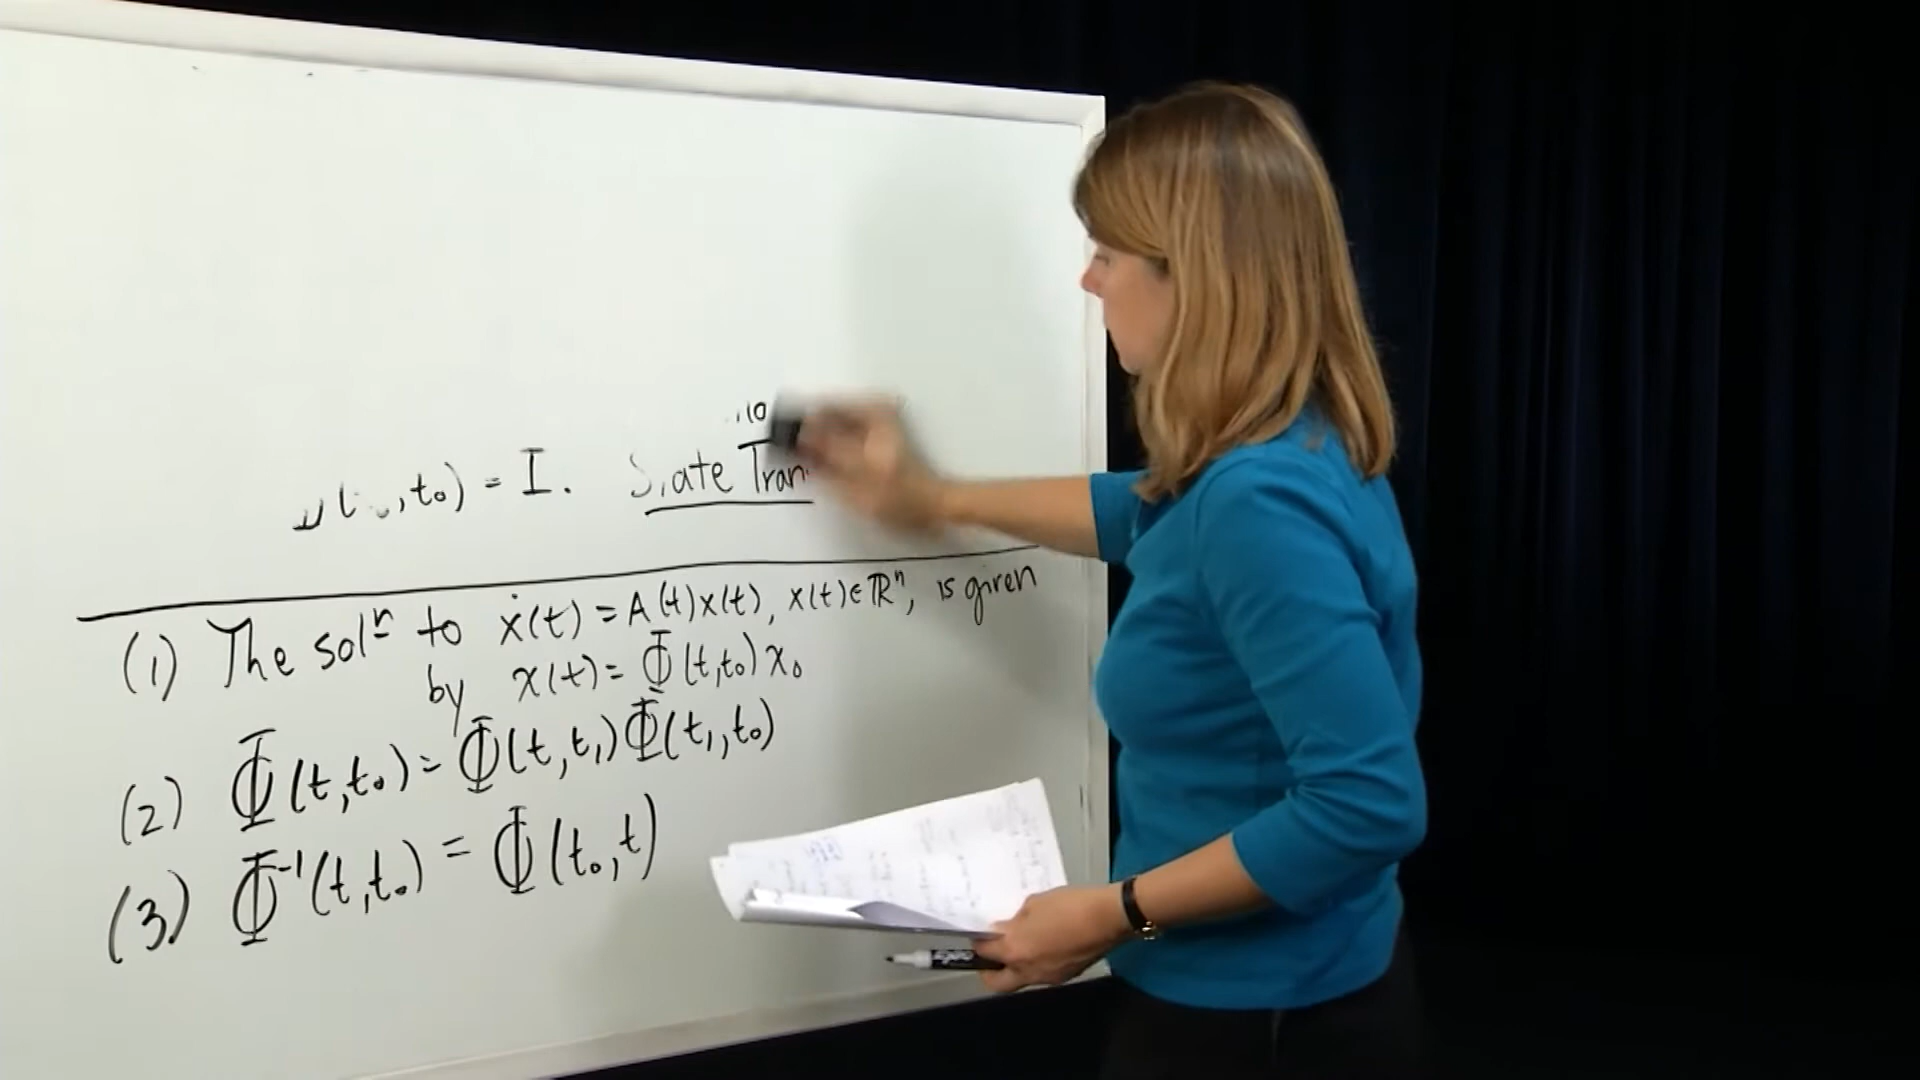 (t₀,t₀) = I. State Tran
(1) The solⁿ to ẋ(t) = A(t)x(t), x(t)∈ℝⁿ, is given
by x(t) = Φ(t,t₀) x₀
(2) Φ(t,t₀) = Φ(t,t₁)Φ(t₁,t₀)
(3) Φ⁻¹(t,t₀) = Φ(t₀,t)